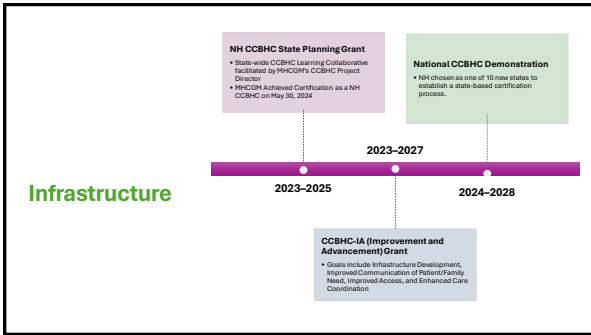 NH CCBHC State Planning Grant
• State-wide CCBHC Learning Collaborative
facilitated by MHCGM's CCBHC Project
Director
• MHCGM Achieved Certification as a NH
CCBHC on May 30, 2024
National CCBHC Demonstration
• NH chosen as one of 10 new states to
establish a state-based certification
process.
2023–2027
Infrastructure
2023–2025
2024–2028
CCBHC-IA (Improvement and
Advancement) Grant
• Goals include Infrastructure Development,
Improved Communication of Patient/Family
Need, Improved Access, and Enhanced Care
Coordination